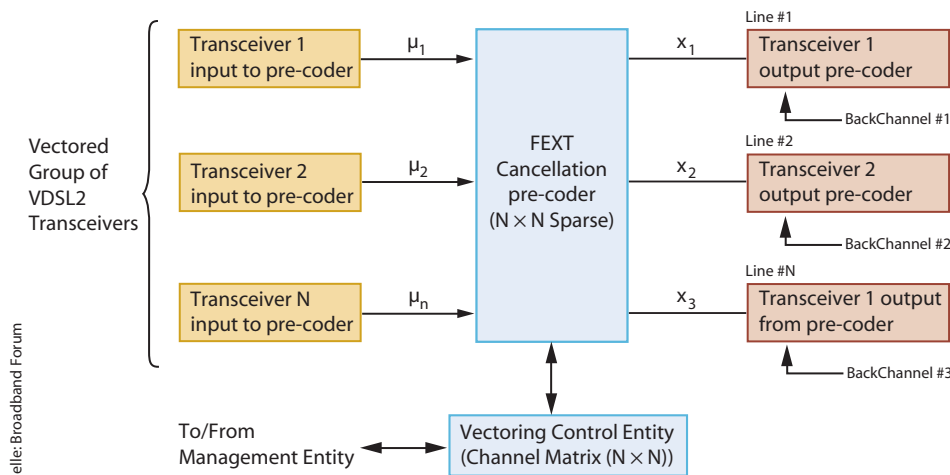 Line #1
Transceiver 1
input to pre-coder
μ1
x1
Transceiver 1
output pre-coder
BackChannel #1
Vectored
Group of
VDSL2
Transceivers
FEXT
Cancellation
pre-coder
(N × N Sparse)
Line #2
Transceiver 2
input to pre-coder
μ2
x2
Transceiver 2
output pre-coder
BackChannel #2
Line #N
Transceiver N
input to pre-coder
μn
x3
Transceiver 1 output
from pre-coder
BackChannel #3
To/From
Management Entity
Vectoring Control Entity
(Channel Matrix (N × N))
elle: Broadband Forum